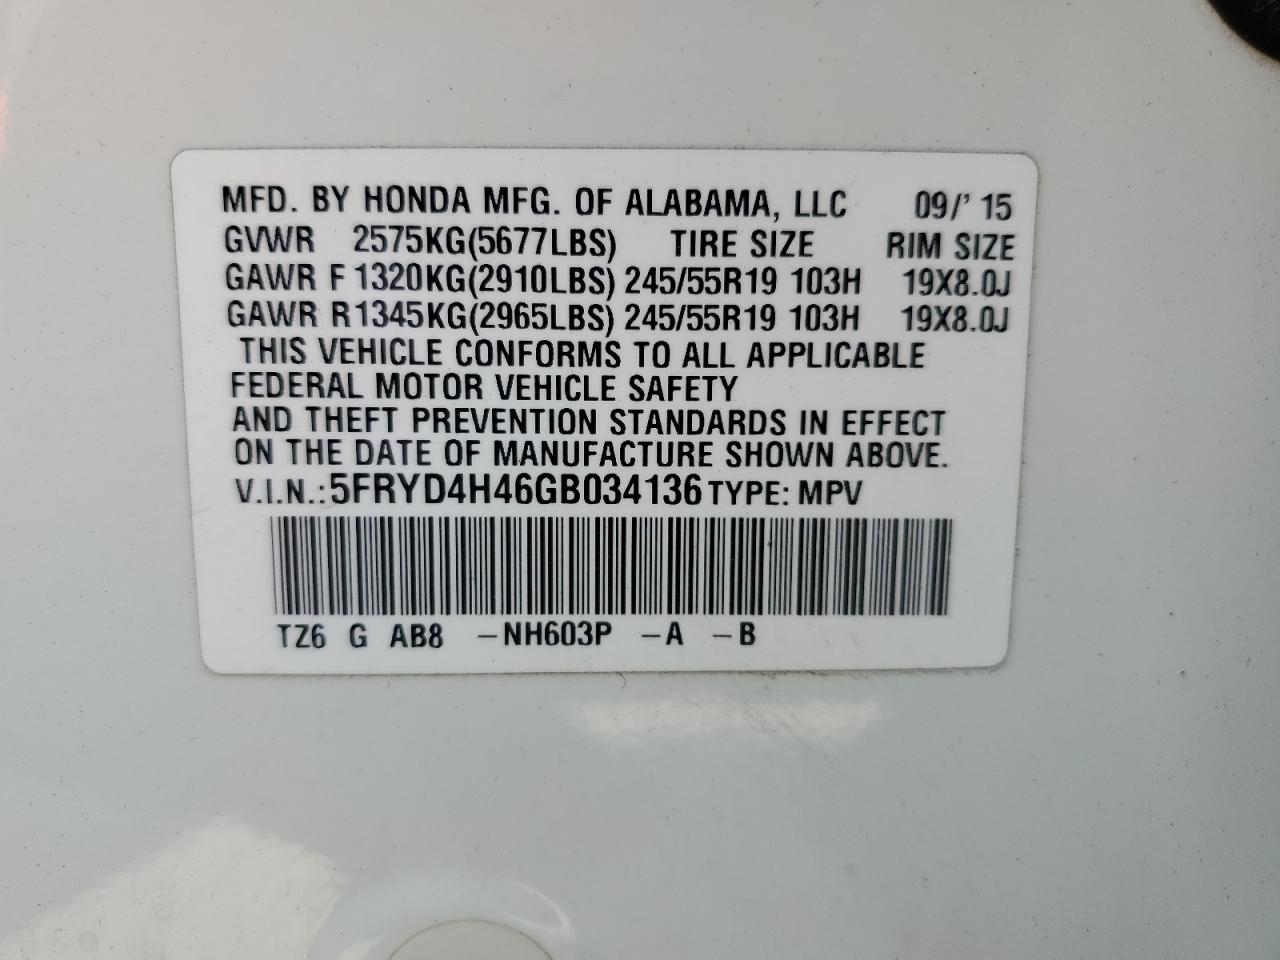 MFD. BY HONDA MFG. OF ALABAMA, LLC 09/' 15
GVWR 2575KG(5677LBS) TIRE SIZE RIM SIZE
GAWR F 1320KG(2910LBS) 245/55R19 103H 19X8.0J
GAWR R 1345KG(2965LBS) 245/55R19 103H 19X8.0J
THIS VEHICLE CONFORMS TO ALL APPLICABLE
FEDERAL MOTOR VEHICLE SAFETY
AND THEFT PREVENTION STANDARDS IN EFFECT
ON THE DATE OF MANUFACTURE SHOWN ABOVE.
V.I.N.:5FRYD4H46GB034136 TYPE: MPV
TZ6 G AB8 -NH603P -A -B